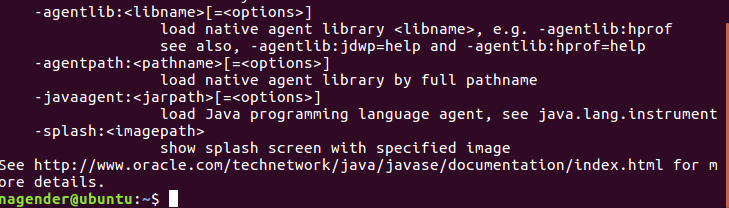 -agentlib:<libname>[=<options>]
load native agent library <libname>, e.g. -agentlib:hprof
see also, -agentlib:jdwp=help and -agentlib:hprof=help
-agentpath:<pathname>[=<options>]
load native agent library by full pathname
-javaagent:<jarpath>[=<options>]
load Java programming language agent, see java.lang.instrument
-splash:<imagepath>
show splash screen with specified image
See http://www.oracle.com/technetwork/java/javase/documentation/index.html for m
ore details.
nagender@ubuntu:~$